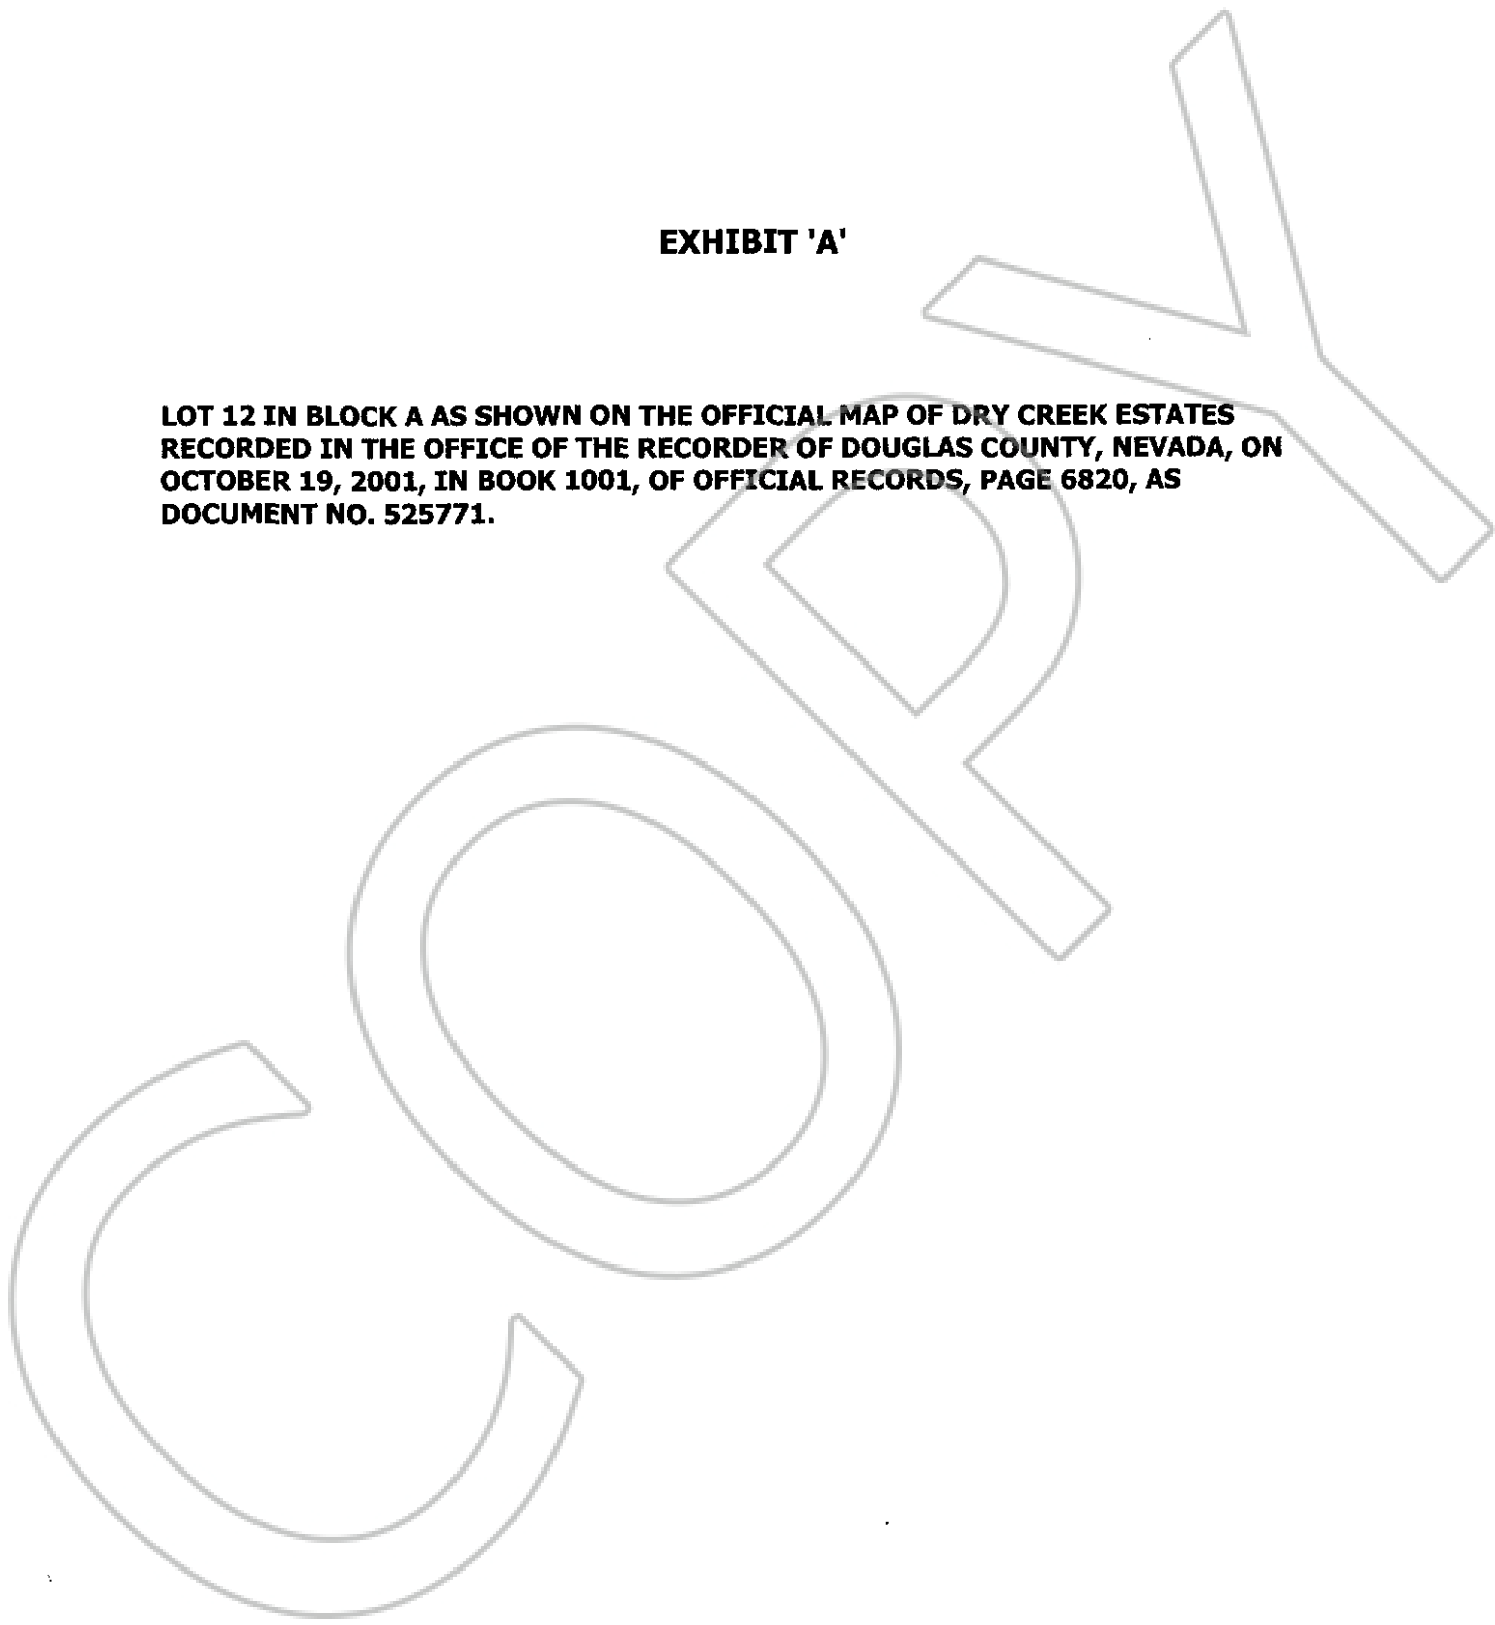 EXHIBIT 'A'
LOT 12 IN BLOCK A AS SHOWN ON THE OFFICIAL MAP OF DRY CREEK ESTATES
RECORDED IN THE OFFICE OF THE RECORDER OF DOUGLAS COUNTY, NEVADA, ON
OCTOBER 19, 2001, IN BOOK 1001, OF OFFICIAL RECORDS, PAGE 6820, AS
DOCUMENT NO. 525771.
COPY